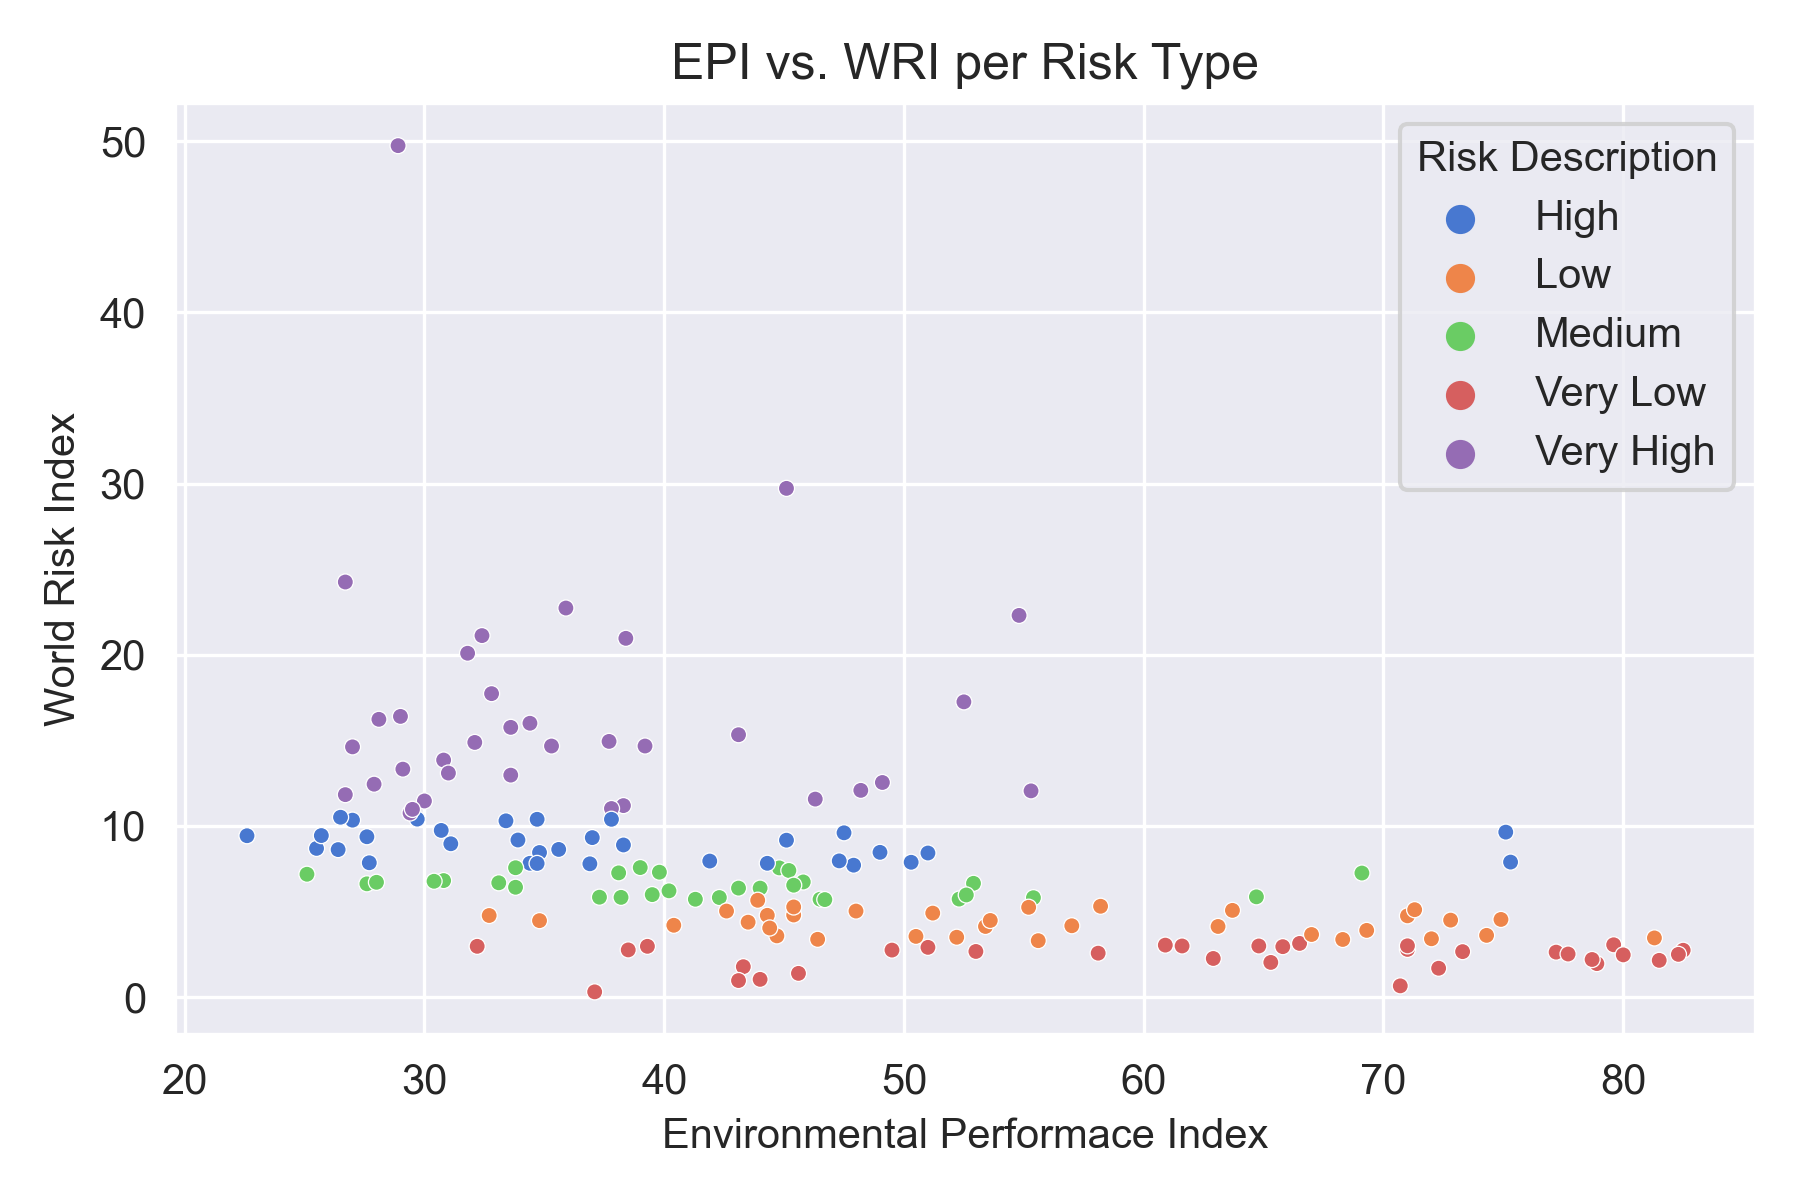 EPI vs. WRI per Risk Type
Risk Description
High
Low
Medium
Very Low
Very High
World Risk Index
50
40
30
20
10
0
20 30 40 50 60 70 80
Environmental Performace Index